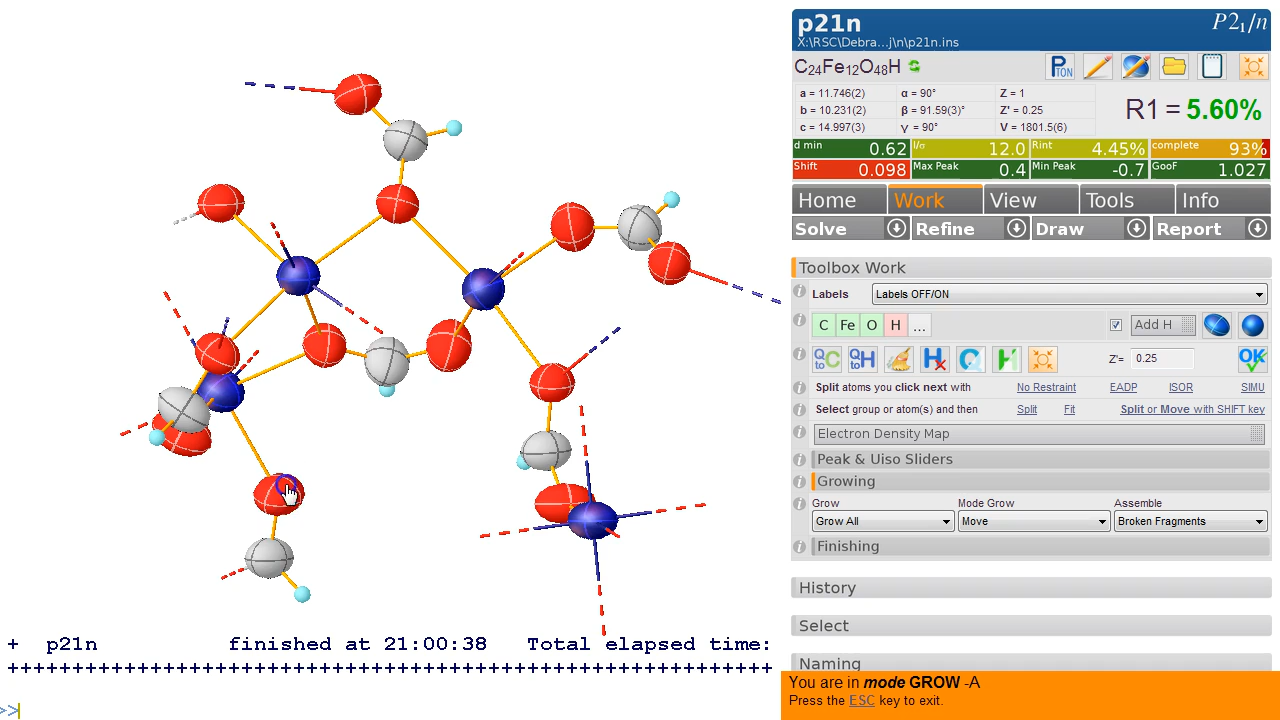 p21n
P2₁/n
X:\RSC\Debra...j\n\p21n.ins
C₂₄Fe₁₂O₄₈H
PTON
a = 11.746(2) α = 90° Z = 1
b = 10.231(2) β = 91.59(3)° Z' = 0.25
c = 14.997(3) γ = 90° V = 1801.5(6)
R1 = 5.60%
d min 0.62 I/σ 12.0 Rint 4.45% complete 93%
Shift 0.098 Max Peak 0.4 Min Peak -0.7 GooF 1.027
Home Work View Tools Info
Solve Refine Draw Report
Toolbox Work
Labels Labels OFF/ON
C Fe O H ... Add H
Q to C Q to H H x H Z'= 0.25 OK
Split atoms you click next with No Restraint EADP ISOR SIMU
Select group or atom(s) and then Split Fit Split or Move with SHIFT key
Electron Density Map
Peak & Uiso Sliders
Growing
Grow Mode Grow Assemble
Grow All Move Broken Fragments
Finishing
History
Select
Naming
You are in mode GROW -A
Press the ESC key to exit.
+ p21n finished at 21:00:38 Total elapsed time:
++++++++++++++++++++++++++++++++++++++++++++++++++++++++++
>>